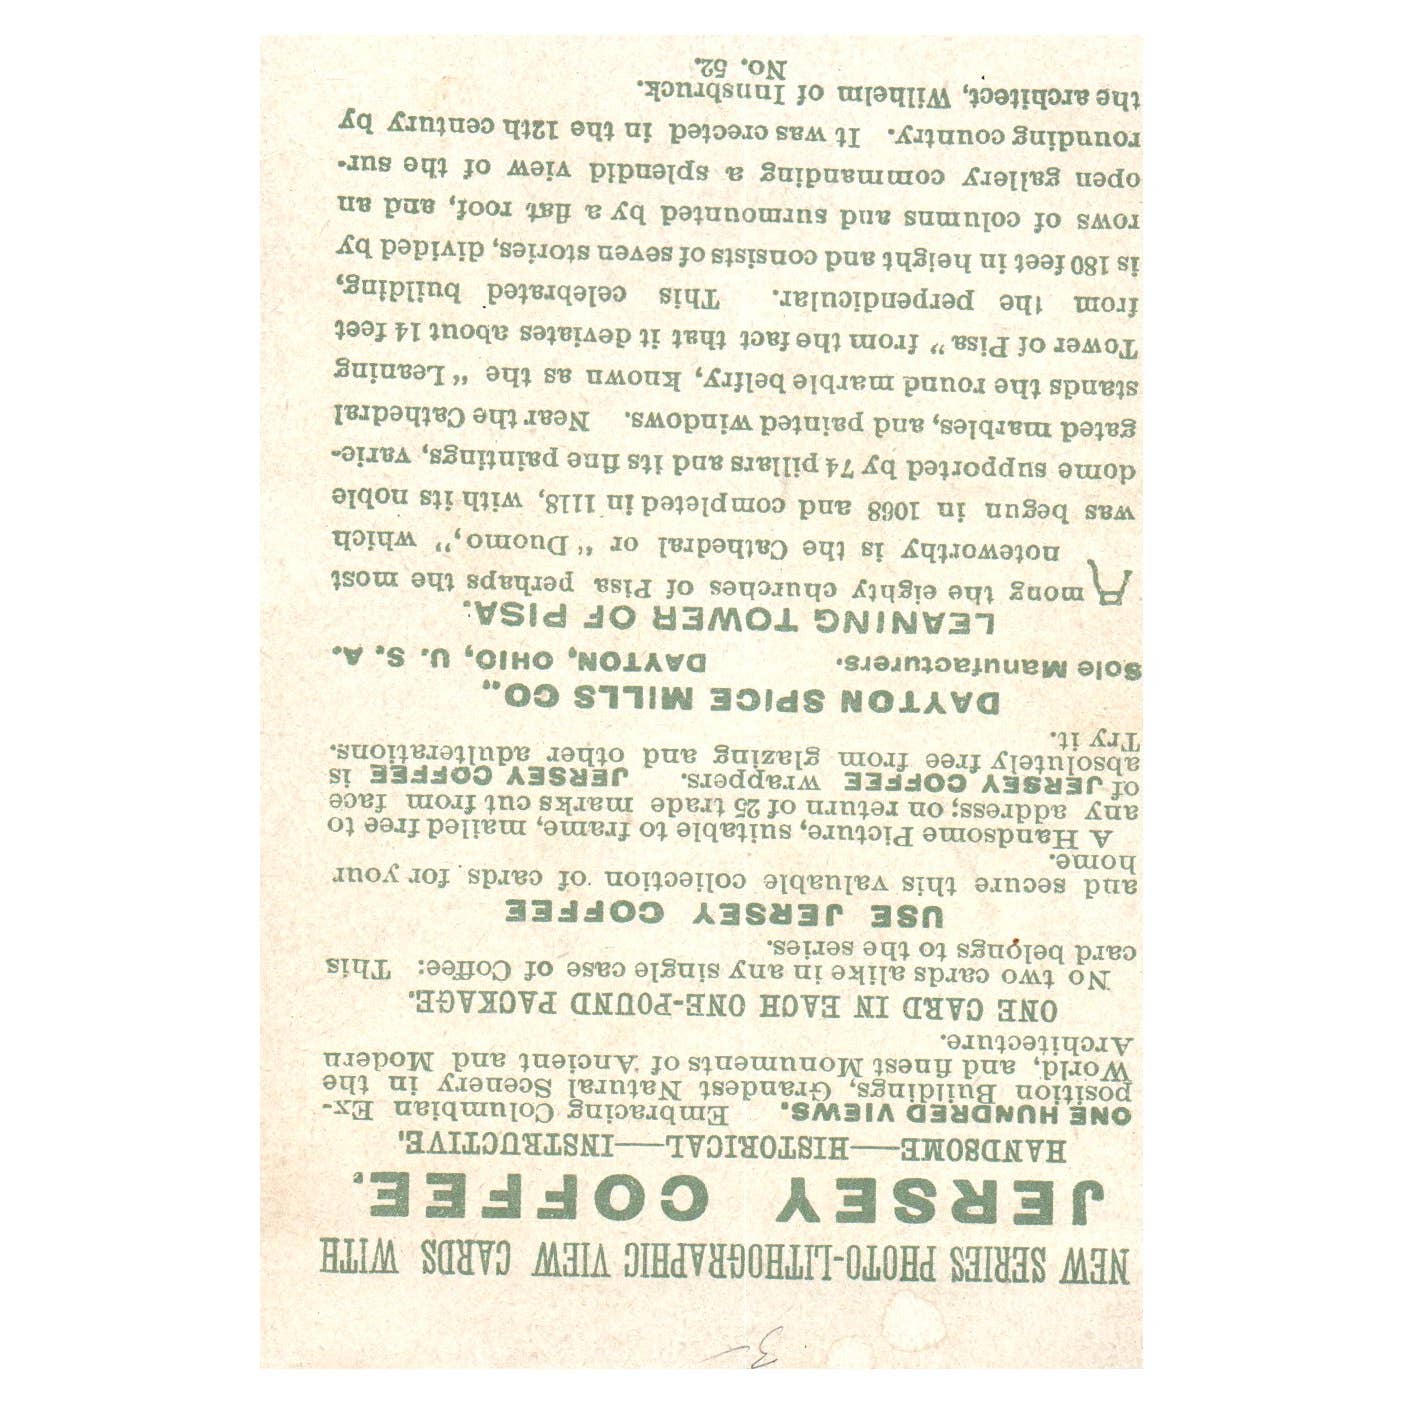 NEW SERIES PHOTO-LITHOGRAPHIC VIEW CARDS WITH
JERSEY COFFEE.
HANDSOME—HISTORICAL—INSTRUCTIVE.
ONE HUNDRED VIEWS. Embracing Columbian Ex-
position Buildings, Grandest Natural Scenery in the
World, and finest Monuments of Ancient and Modern
Architecture.
ONE CARD IN EACH ONE-POUND PACKAGE.
No two cards alike in any single case of Coffee: This
card belongs to the series.
USE JERSEY COFFEE
and secure this valuable collection of cards for your
home.
A Handsome Picture, suitable to frame, mailed free to
any address; on return of 25 trade marks cut from face
of JERSEY COFFEE wrappers. JERSEY COFFEE is
absolutely free from glazing and other adulterations.
Try it.
DAYTON SPICE MILLS CO.,
Sole Manufacturers. DAYTON, OHIO, U. S. A.
LEANING TOWER OF PISA.
Among the eighty churches of Pisa perhaps the most
noteworthy is the Cathedral or "Duomo," which
was begun in 1068 and completed in 1118, with its noble
dome supported by 74 pillars and its fine paintings, varie-
gated marbles, and painted windows. Near the Cathedral
stands the round marble belfry, known as the "Leaning
Tower of Pisa" from the fact that it deviates about 14 feet
from the perpendicular. This celebrated building,
is 180 feet in height and consists of seven stories, divided by
rows of columns and surmounted by a flat roof, and an
open gallery commanding a splendid view of the sur-
rounding country. It was erected in the 12th century by
the architect, Wilhelm of Innsbruck.
No. 52.